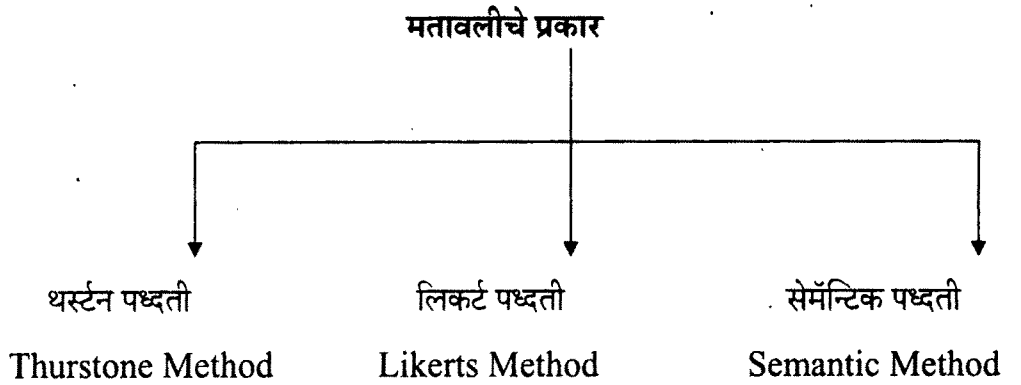 मतावलीचे प्रकार
थर्स्टन पध्दती लिकर्ट पध्दती सेमॅन्टिक पध्दती
Thurstone Method Likerts Method Semantic Method